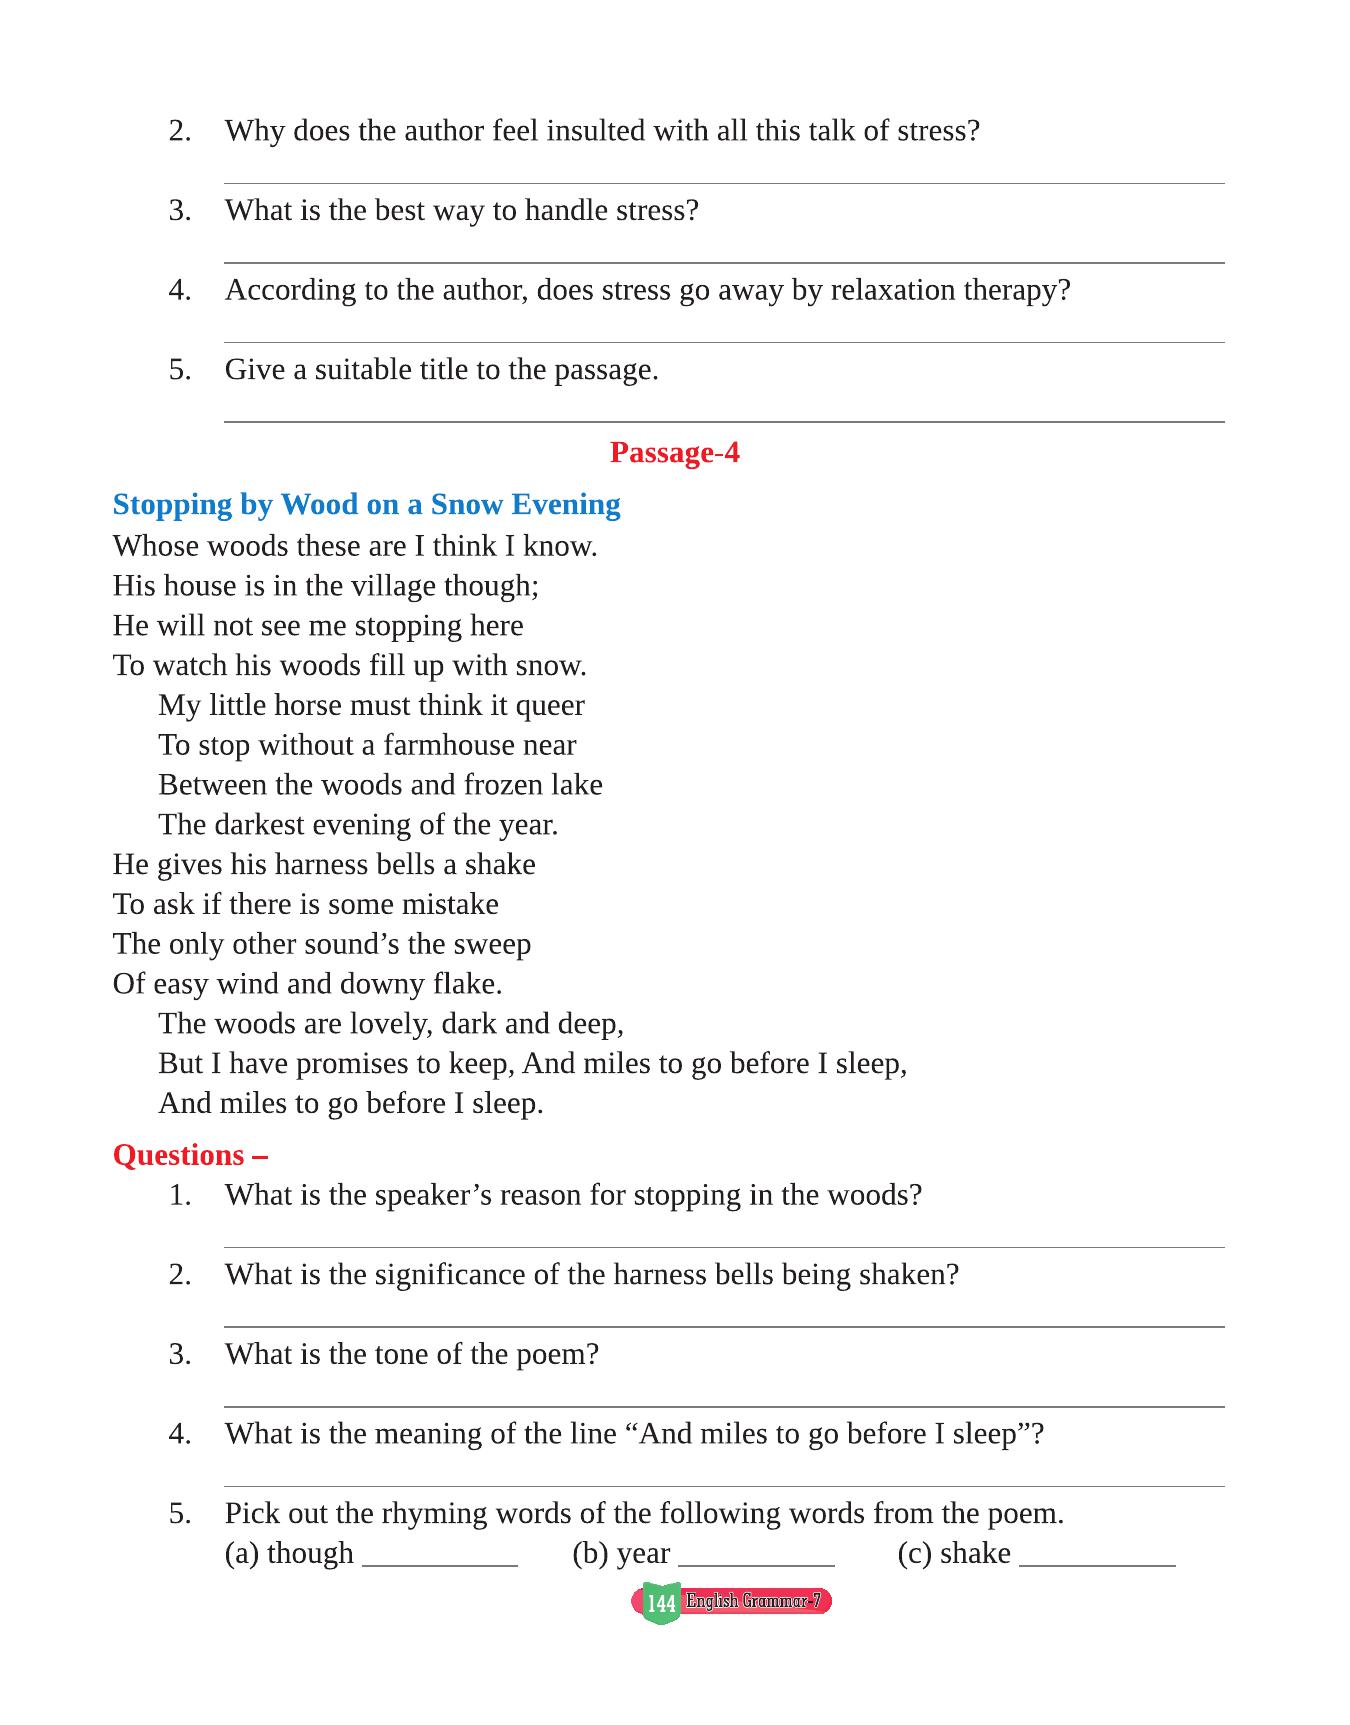 2. Why does the author feel insulted with all this talk of stress?
3. What is the best way to handle stress?
4. According to the author, does stress go away by relaxation therapy?
5. Give a suitable title to the passage.
Passage-4
Stopping by Wood on a Snow Evening
Whose woods these are I think I know.
His house is in the village though;
He will not see me stopping here
To watch his woods fill up with snow.
My little horse must think it queer
To stop without a farmhouse near
Between the woods and frozen lake
The darkest evening of the year.
He gives his harness bells a shake
To ask if there is some mistake
The only other sound’s the sweep
Of easy wind and downy flake.
The woods are lovely, dark and deep,
But I have promises to keep, And miles to go before I sleep,
And miles to go before I sleep.
Questions –
1. What is the speaker’s reason for stopping in the woods?
2. What is the significance of the harness bells being shaken?
3. What is the tone of the poem?
4. What is the meaning of the line “And miles to go before I sleep”?
5. Pick out the rhyming words of the following words from the poem.
(a) though __________ (b) year __________ (c) shake __________
144 English Grammar-7